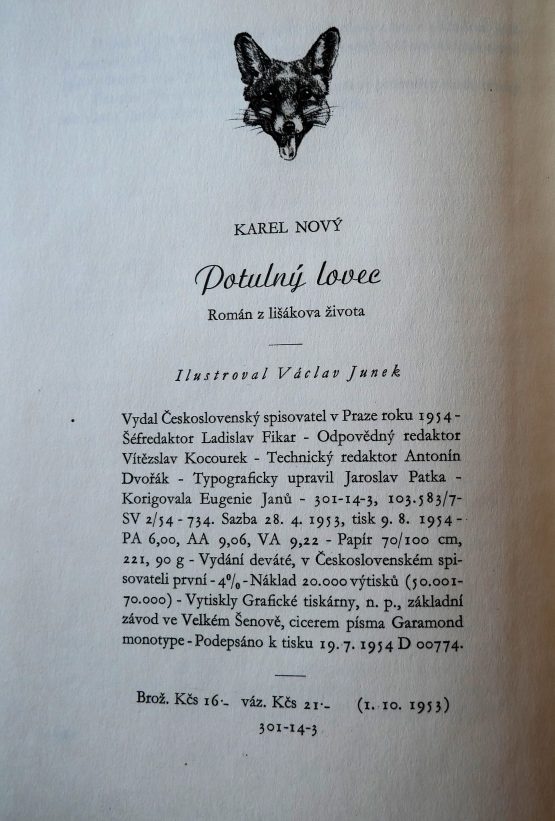 KAREL NOVÝ
Potulný lovec
Román z lišákova života
Ilustroval Václav Junek
Vydal Československý spisovatel v Praze roku 1954 -
Šéfredaktor Ladislav Fikar - Odpovědný redaktor
Vítězslav Kocourek - Technický redaktor Antonín
Dvořák - Typograficky upravil Jaroslav Patka -
Korigovala Eugenie Janů - 301-14-3, 103.583/7-
SV 2/54 - 734. Sazba 28. 4. 1953, tisk 9. 8. 1954 -
PA 6,00, AA 9,06, VA 9,22 - Papír 70/100 cm,
221, 90 g - Vydání deváté, v Československém spi-
sovateli první - 4% - Náklad 20.000 výtisků (50.001-
70.000) - Vytiskly Grafické tiskárny, n. p., základní
závod ve Velkém Šenově, cicerem písma Garamond
monotype - Podepsáno k tisku 19. 7. 1954 D 00774.
Brož. Kčs 16·- váz. Kčs 21·- (1. 10. 1953)
301-14-3